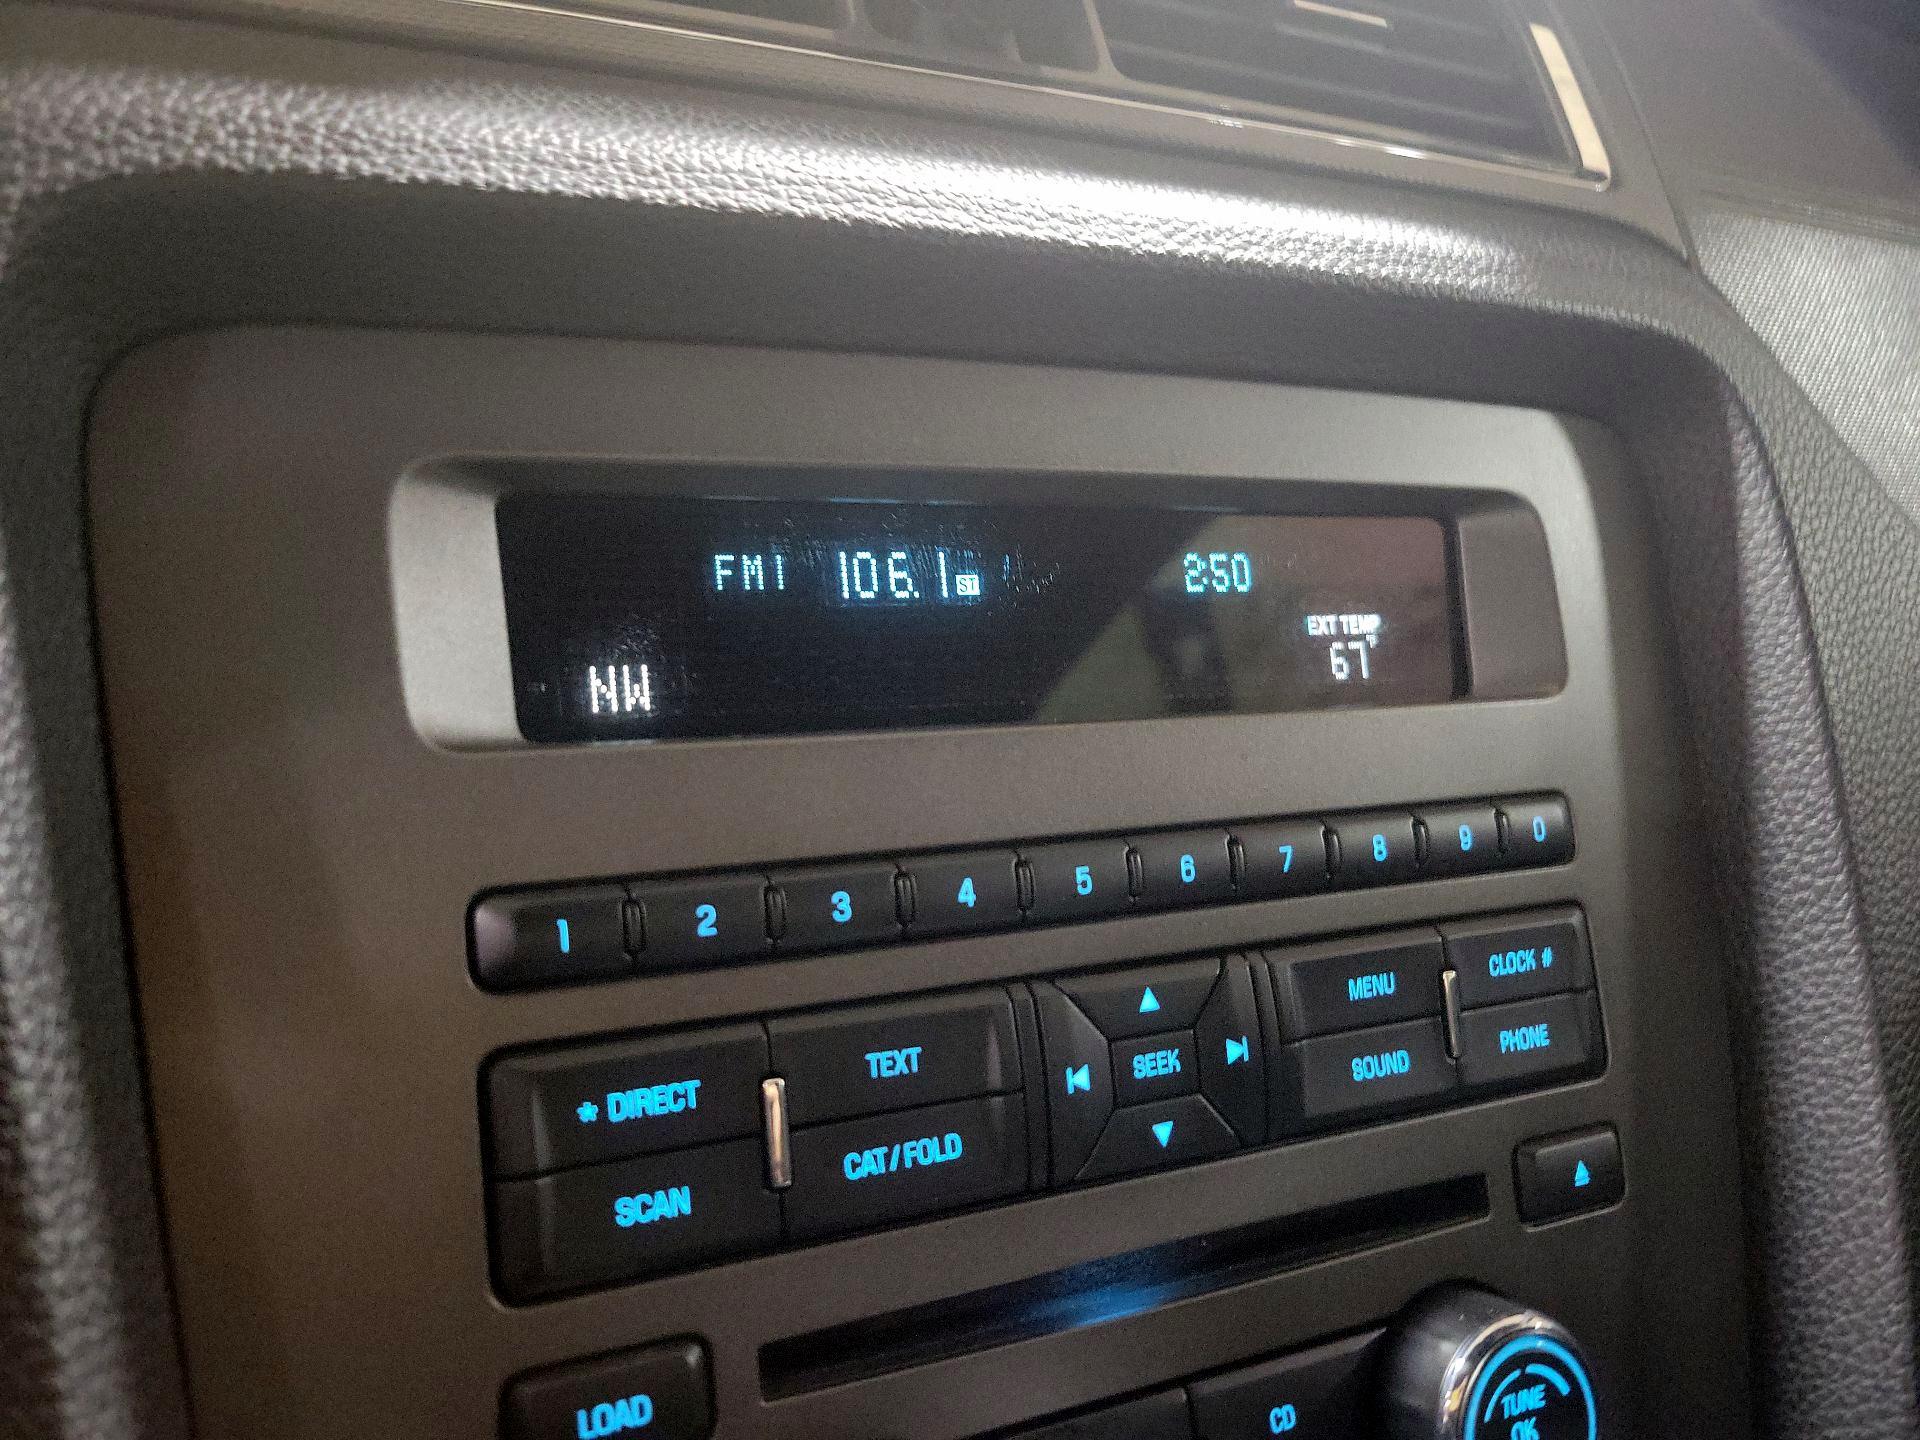 FM1 106.1 ST 2:50
EXT TEMP
NW 67°
1 2 3 4 5 6 7 8 9 0
* DIRECT TEXT SEEK MENU CLOCK #
SCAN CAT/FOLD SOUND PHONE
LOAD CD TUNE
OK